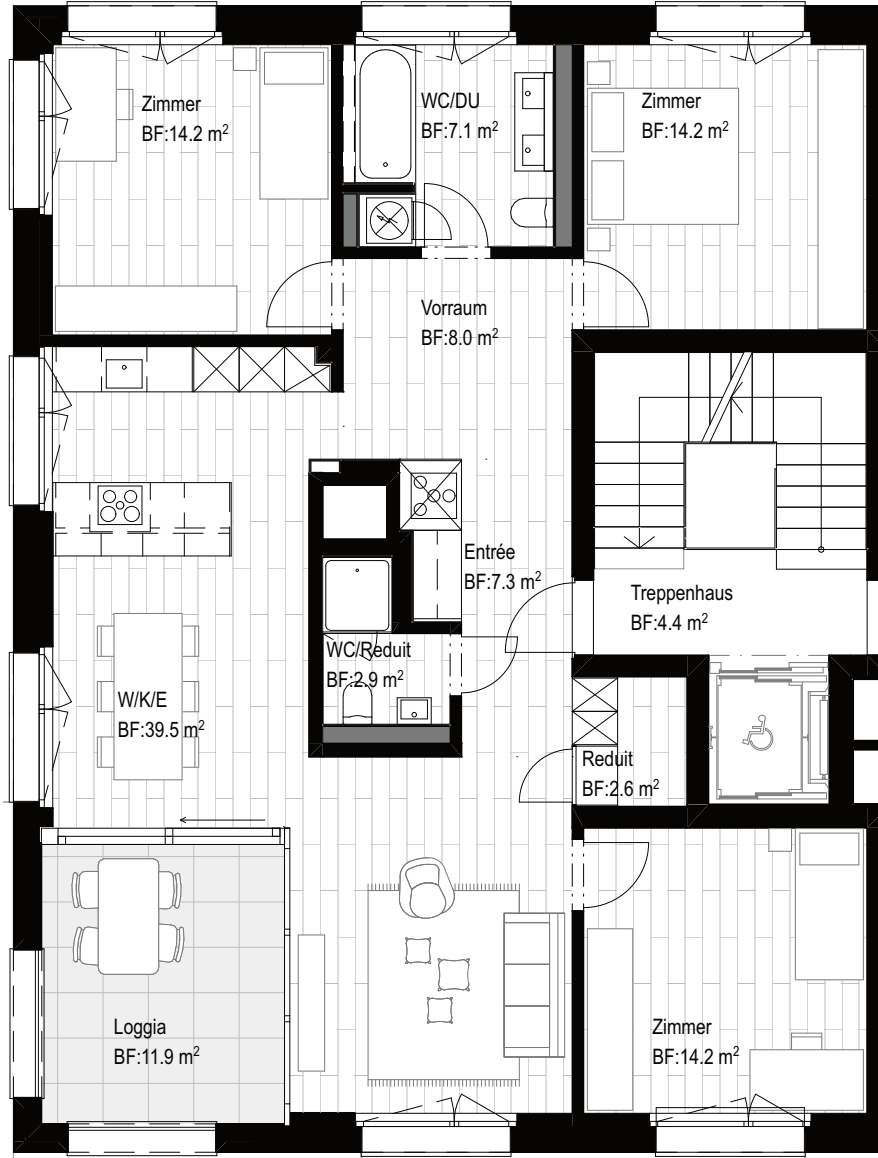 Zimmer
BF:14.2 m²
WC/DU
BF:7.1 m²
Zimmer
BF:14.2 m²
Vorraum
BF:8.0 m²
Entrée
BF:7.3 m²
Treppenhaus
BF:4.4 m²
WC/Reduit
BF:2.9 m²
W/K/E
BF:39.5 m²
Reduit
BF:2.6 m²
Loggia
BF:11.9 m²
Zimmer
BF:14.2 m²